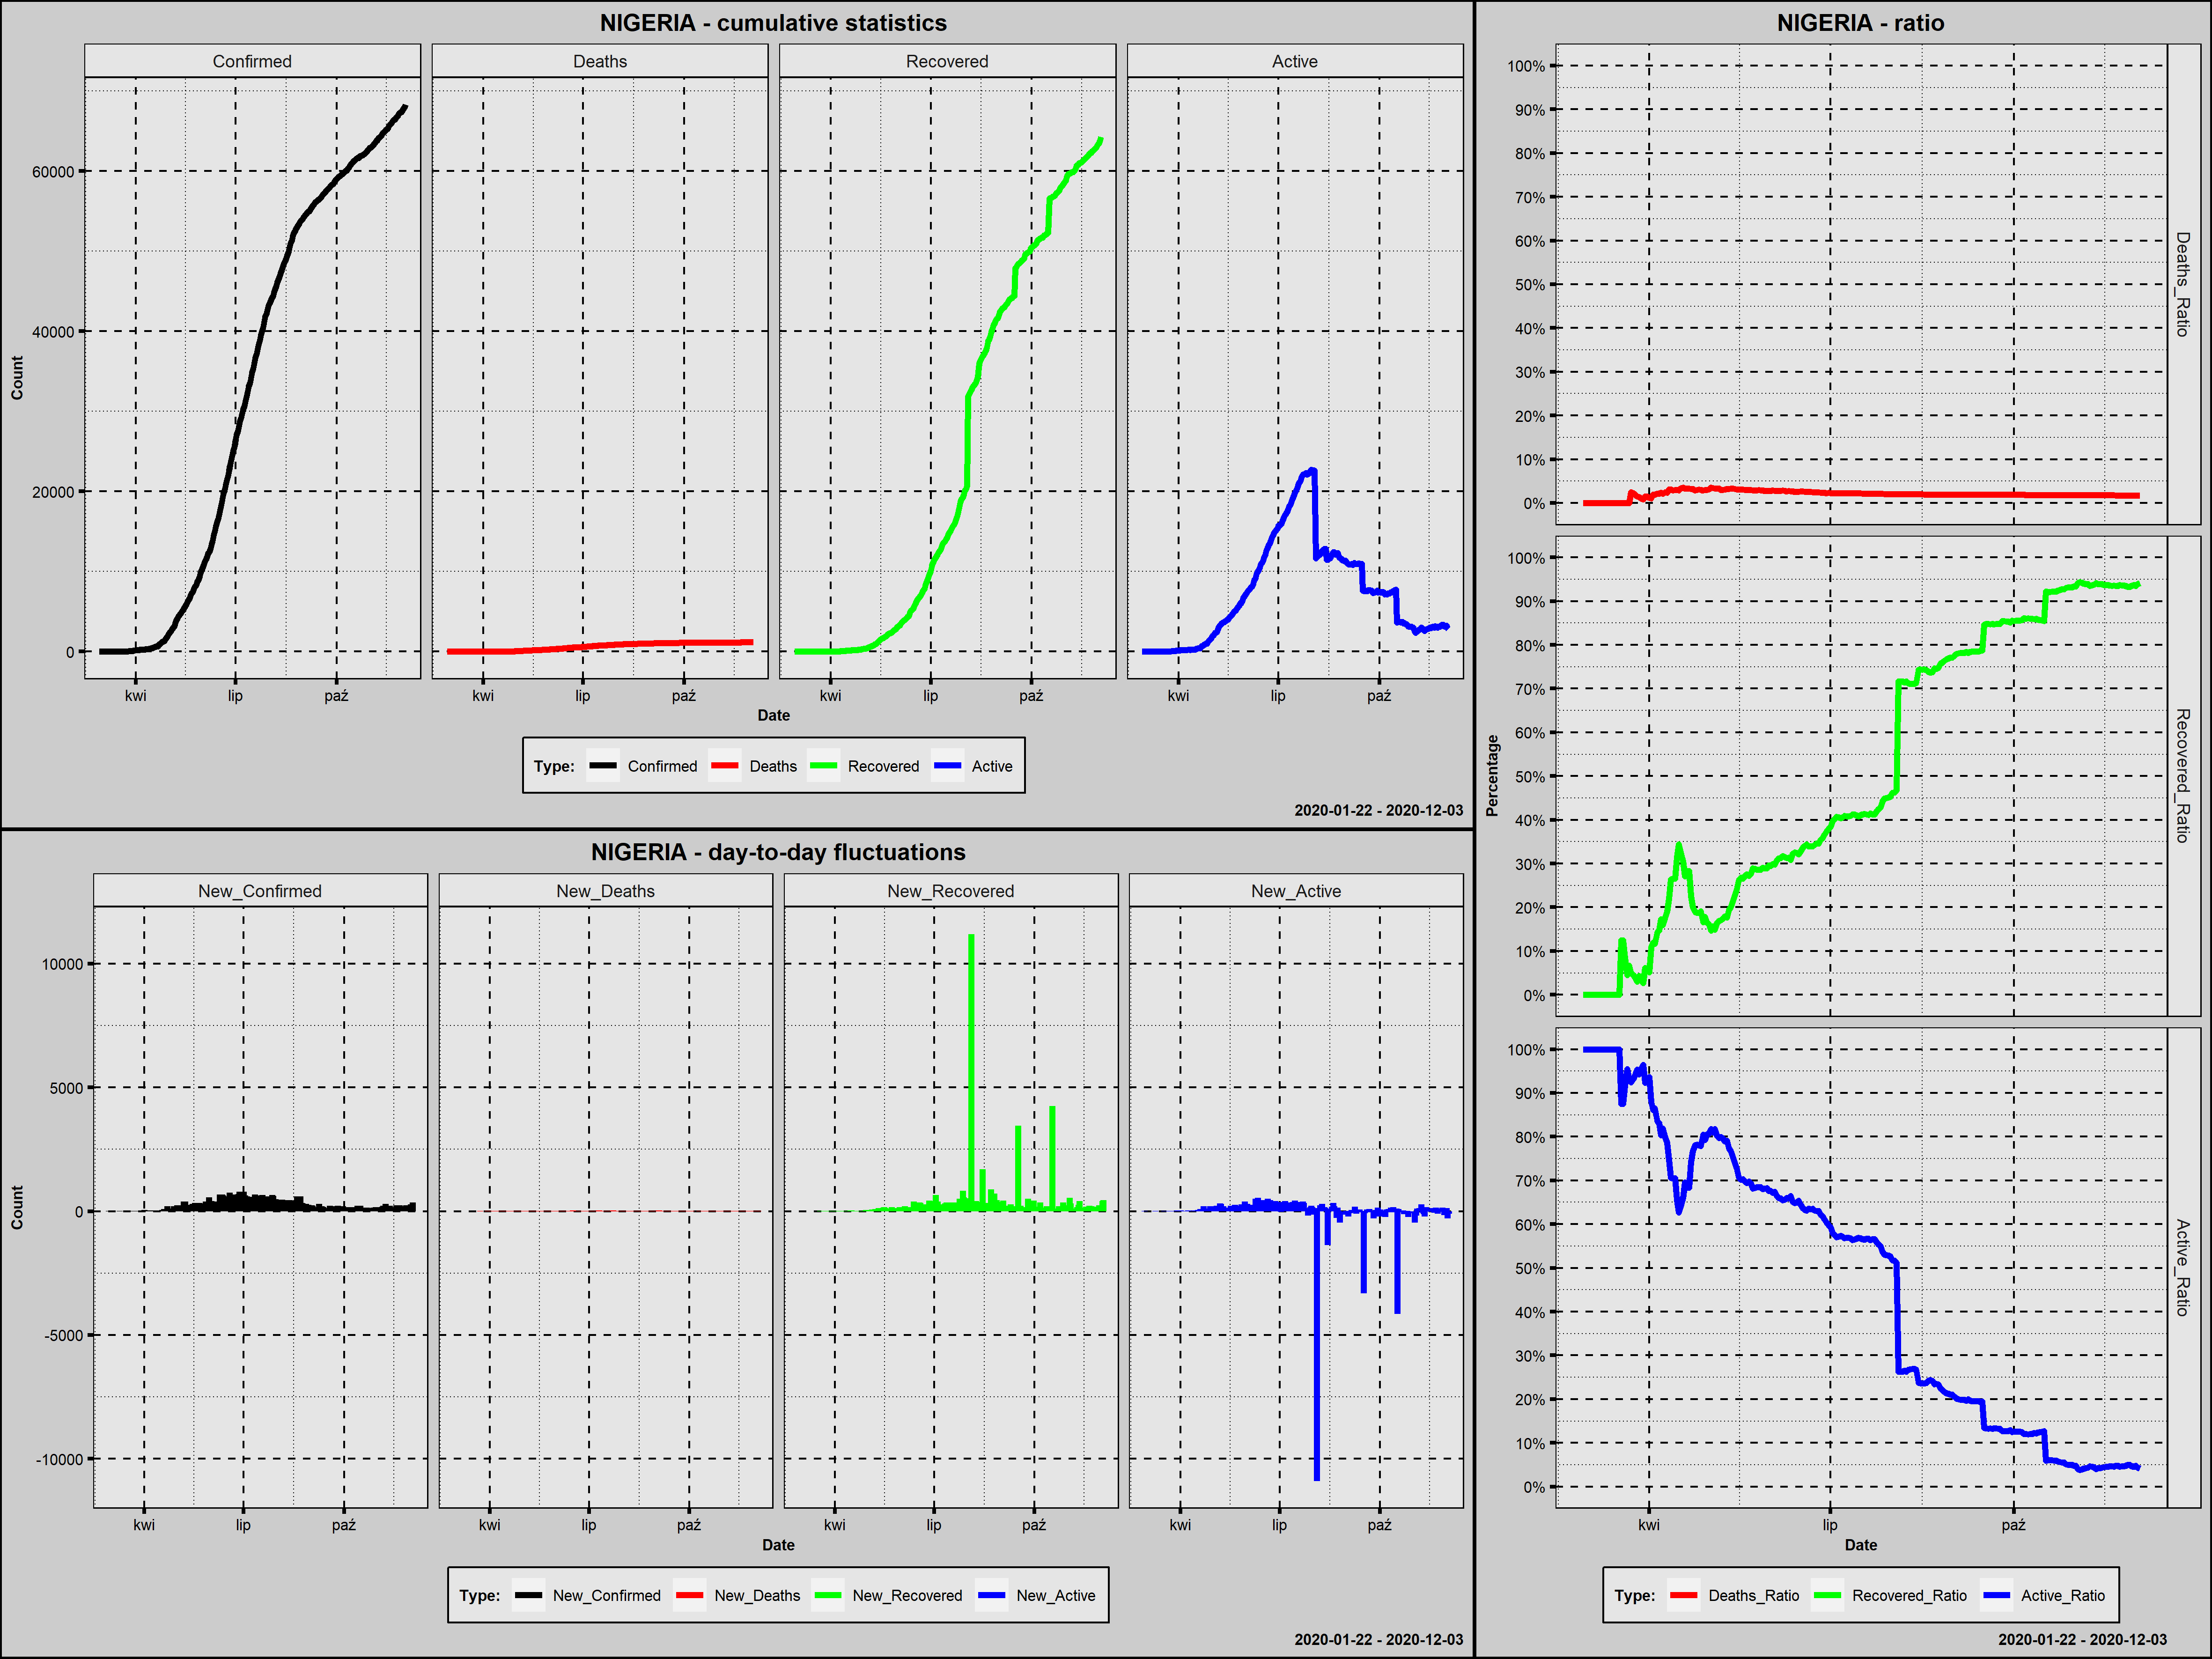 NIGERIA - cumulative statistics
Confirmed Deaths Recovered Active
Count
60000
40000
20000
0
kwi lip paź kwi lip paź kwi lip paź kwi lip paź
Date
Type: Confirmed Deaths Recovered Active
2020-01-22 - 2020-12-03
NIGERIA - day-to-day fluctuations
New_Confirmed New_Deaths New_Recovered New_Active
Count
10000
5000
0
-5000
-10000
kwi lip paź kwi lip paź kwi lip paź kwi lip paź
Date
Type: New_Confirmed New_Deaths New_Recovered New_Active
2020-01-22 - 2020-12-03
NIGERIA - ratio
Percentage
100%
90%
80%
70%
60%
50%
40%
30%
20%
10%
0%
Deaths_Ratio
100%
90%
80%
70%
60%
50%
40%
30%
20%
10%
0%
Recovered_Ratio
100%
90%
80%
70%
60%
50%
40%
30%
20%
10%
0%
Active_Ratio
kwi lip paź
Date
Type: Deaths_Ratio Recovered_Ratio Active_Ratio
2020-01-22 - 2020-12-03